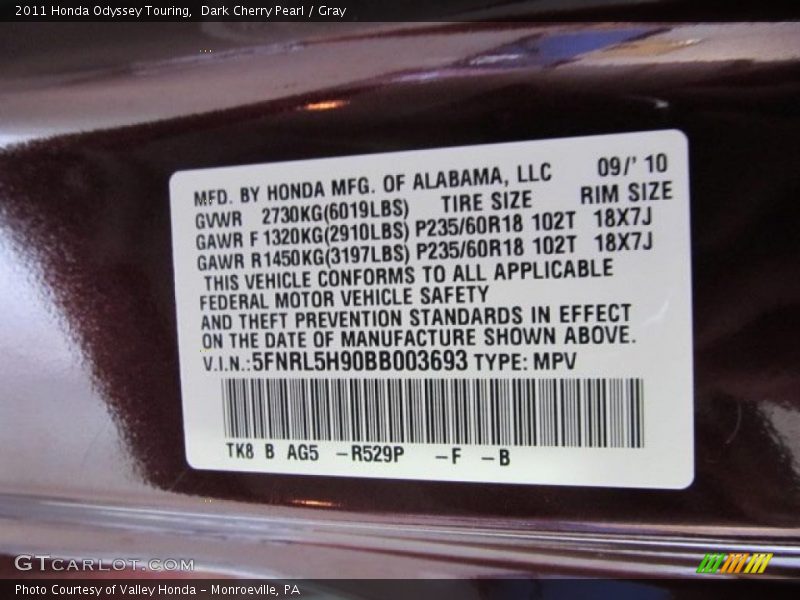 2011 Honda Odyssey Touring,  Dark Cherry Pearl / Gray
MFD. BY HONDA MFG. OF ALABAMA, LLC 09/' 10
GVWR 2730KG(6019LBS) TIRE SIZE RIM SIZE
GAWR F 1320KG(2910LBS) P235/60R18 102T 18X7J
GAWR R 1450KG(3197LBS) P235/60R18 102T 18X7J
THIS VEHICLE CONFORMS TO ALL APPLICABLE
FEDERAL MOTOR VEHICLE SAFETY
AND THEFT PREVENTION STANDARDS IN EFFECT
ON THE DATE OF MANUFACTURE SHOWN ABOVE.
V.I.N.:5FNRL5H90BB003693 TYPE: MPV
TK8 B AG5 -R529P -F -B
GTCARLOT.COM
Photo Courtesy of Valley Honda - Monroeville, PA